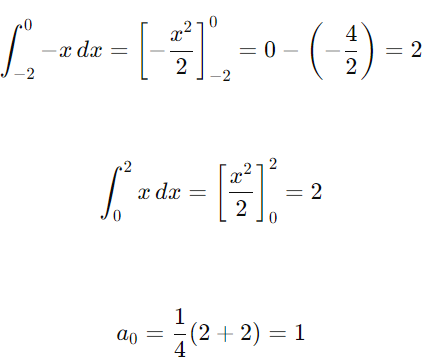 ∫_{-2}^{0} −x dx = [−x²/2]_{-2}^{0} = 0 − (−4/2) = 2
∫_{0}^{2} x dx = [x²/2]_{0}^{2} = 2
a₀ = 1/4(2 + 2) = 1